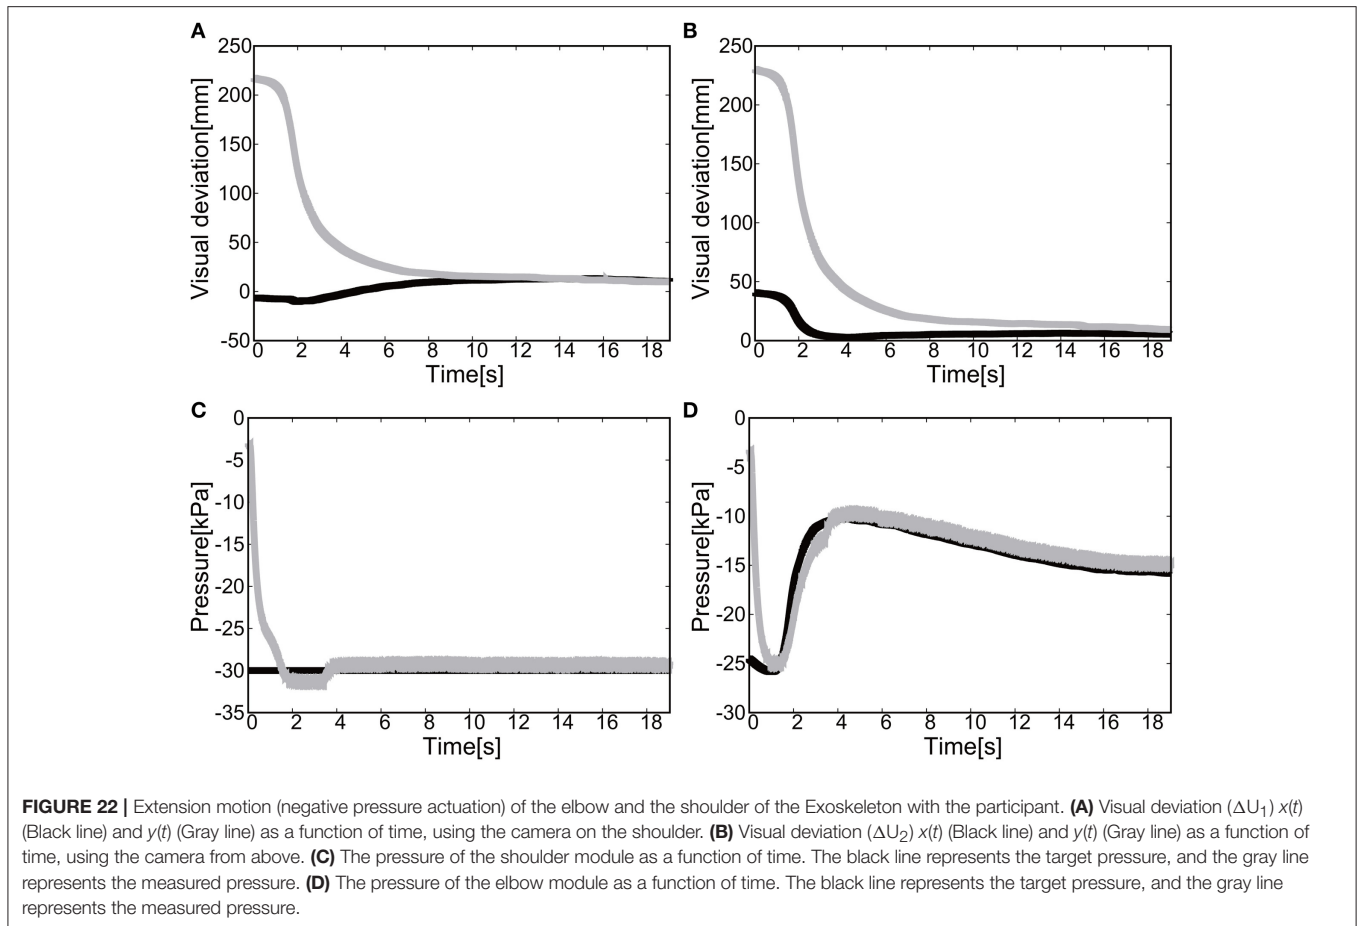 A
250
200
150
100
50
0
-50
Visual deviation[mm]
0 2 4 6 8 10 12 14 16 18
Time[s]
B
250
200
150
100
50
0
Visual deviation[mm]
0 2 4 6 8 10 12 14 16 18
Time[s]
C
0
-5
-10
-15
-20
-25
-30
-35
Pressure[kPa]
0 2 4 6 8 10 12 14 16 18
Time[s]
D
0
-5
-10
-15
-20
-25
-30
Pressure[kPa]
0 2 4 6 8 10 12 14 16 18
Time[s]
FIGURE 22 | Extension motion (negative pressure actuation) of the elbow and the shoulder of the Exoskeleton with the participant. (A) Visual deviation (ΔU₁) x(t)
(Black line) and y(t) (Gray line) as a function of time, using the camera on the shoulder. (B) Visual deviation (ΔU₂) x(t) (Black line) and y(t) (Gray line) as a function of
time, using the camera from above. (C) The pressure of the shoulder module as a function of time. The black line represents the target pressure, and the gray line
represents the measured pressure. (D) The pressure of the elbow module as a function of time. The black line represents the target pressure, and the gray line
represents the measured pressure.